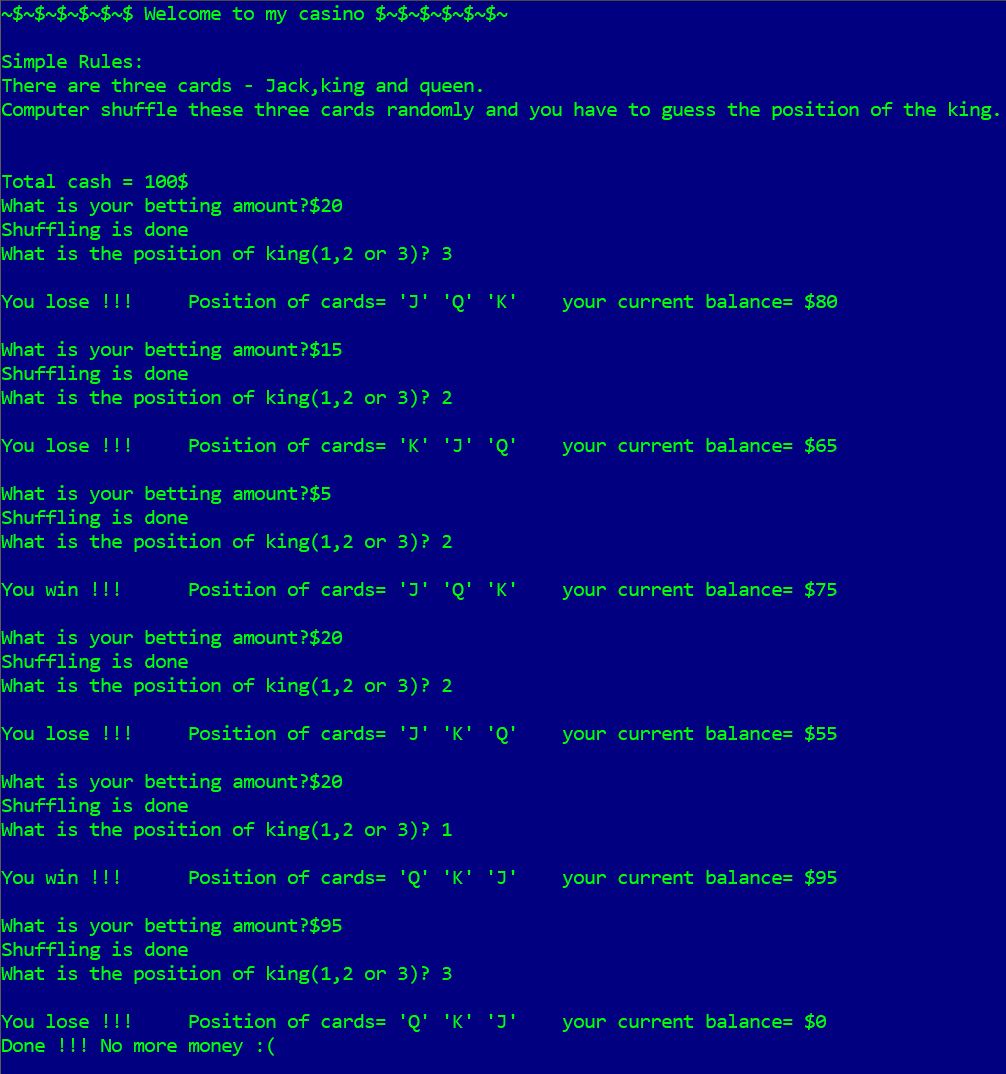 ~$~$~$~$~$~$ Welcome to my casino $~$~$~$~$~$~

Simple Rules:
There are three cards - Jack,king and queen.
Computer shuffle these three cards randomly and you have to guess the position of the king.

Total cash = 100$
What is your betting amount?$20
Shuffling is done
What is the position of king(1,2 or 3)? 3

You lose !!!     Position of cards= 'J' 'Q' 'K'    your current balance= $80

What is your betting amount?$15
Shuffling is done
What is the position of king(1,2 or 3)? 2

You lose !!!     Position of cards= 'K' 'J' 'Q'    your current balance= $65

What is your betting amount?$5
Shuffling is done
What is the position of king(1,2 or 3)? 2

You win !!!      Position of cards= 'J' 'Q' 'K'    your current balance= $75

What is your betting amount?$20
Shuffling is done
What is the position of king(1,2 or 3)? 2

You lose !!!     Position of cards= 'J' 'K' 'Q'    your current balance= $55

What is your betting amount?$20
Shuffling is done
What is the position of king(1,2 or 3)? 1

You win !!!      Position of cards= 'Q' 'K' 'J'    your current balance= $95

What is your betting amount?$95
Shuffling is done
What is the position of king(1,2 or 3)? 3

You lose !!!     Position of cards= 'Q' 'K' 'J'    your current balance= $0
Done !!! No more money :(